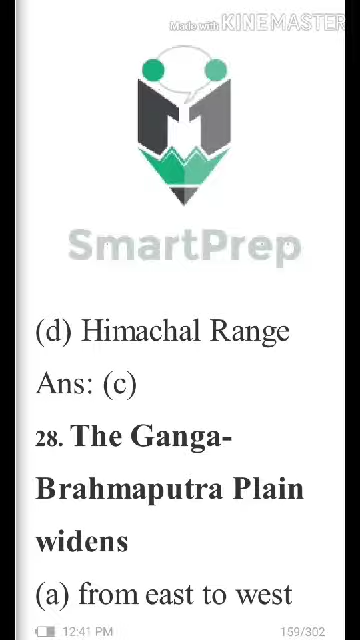 Made with KINEMASTER
SmartPrep
(d) Himachal Range
Ans: (c)
28. The Ganga-
Brahmaputra Plain
widens
(a) from east to west
12:41 PM 159/302